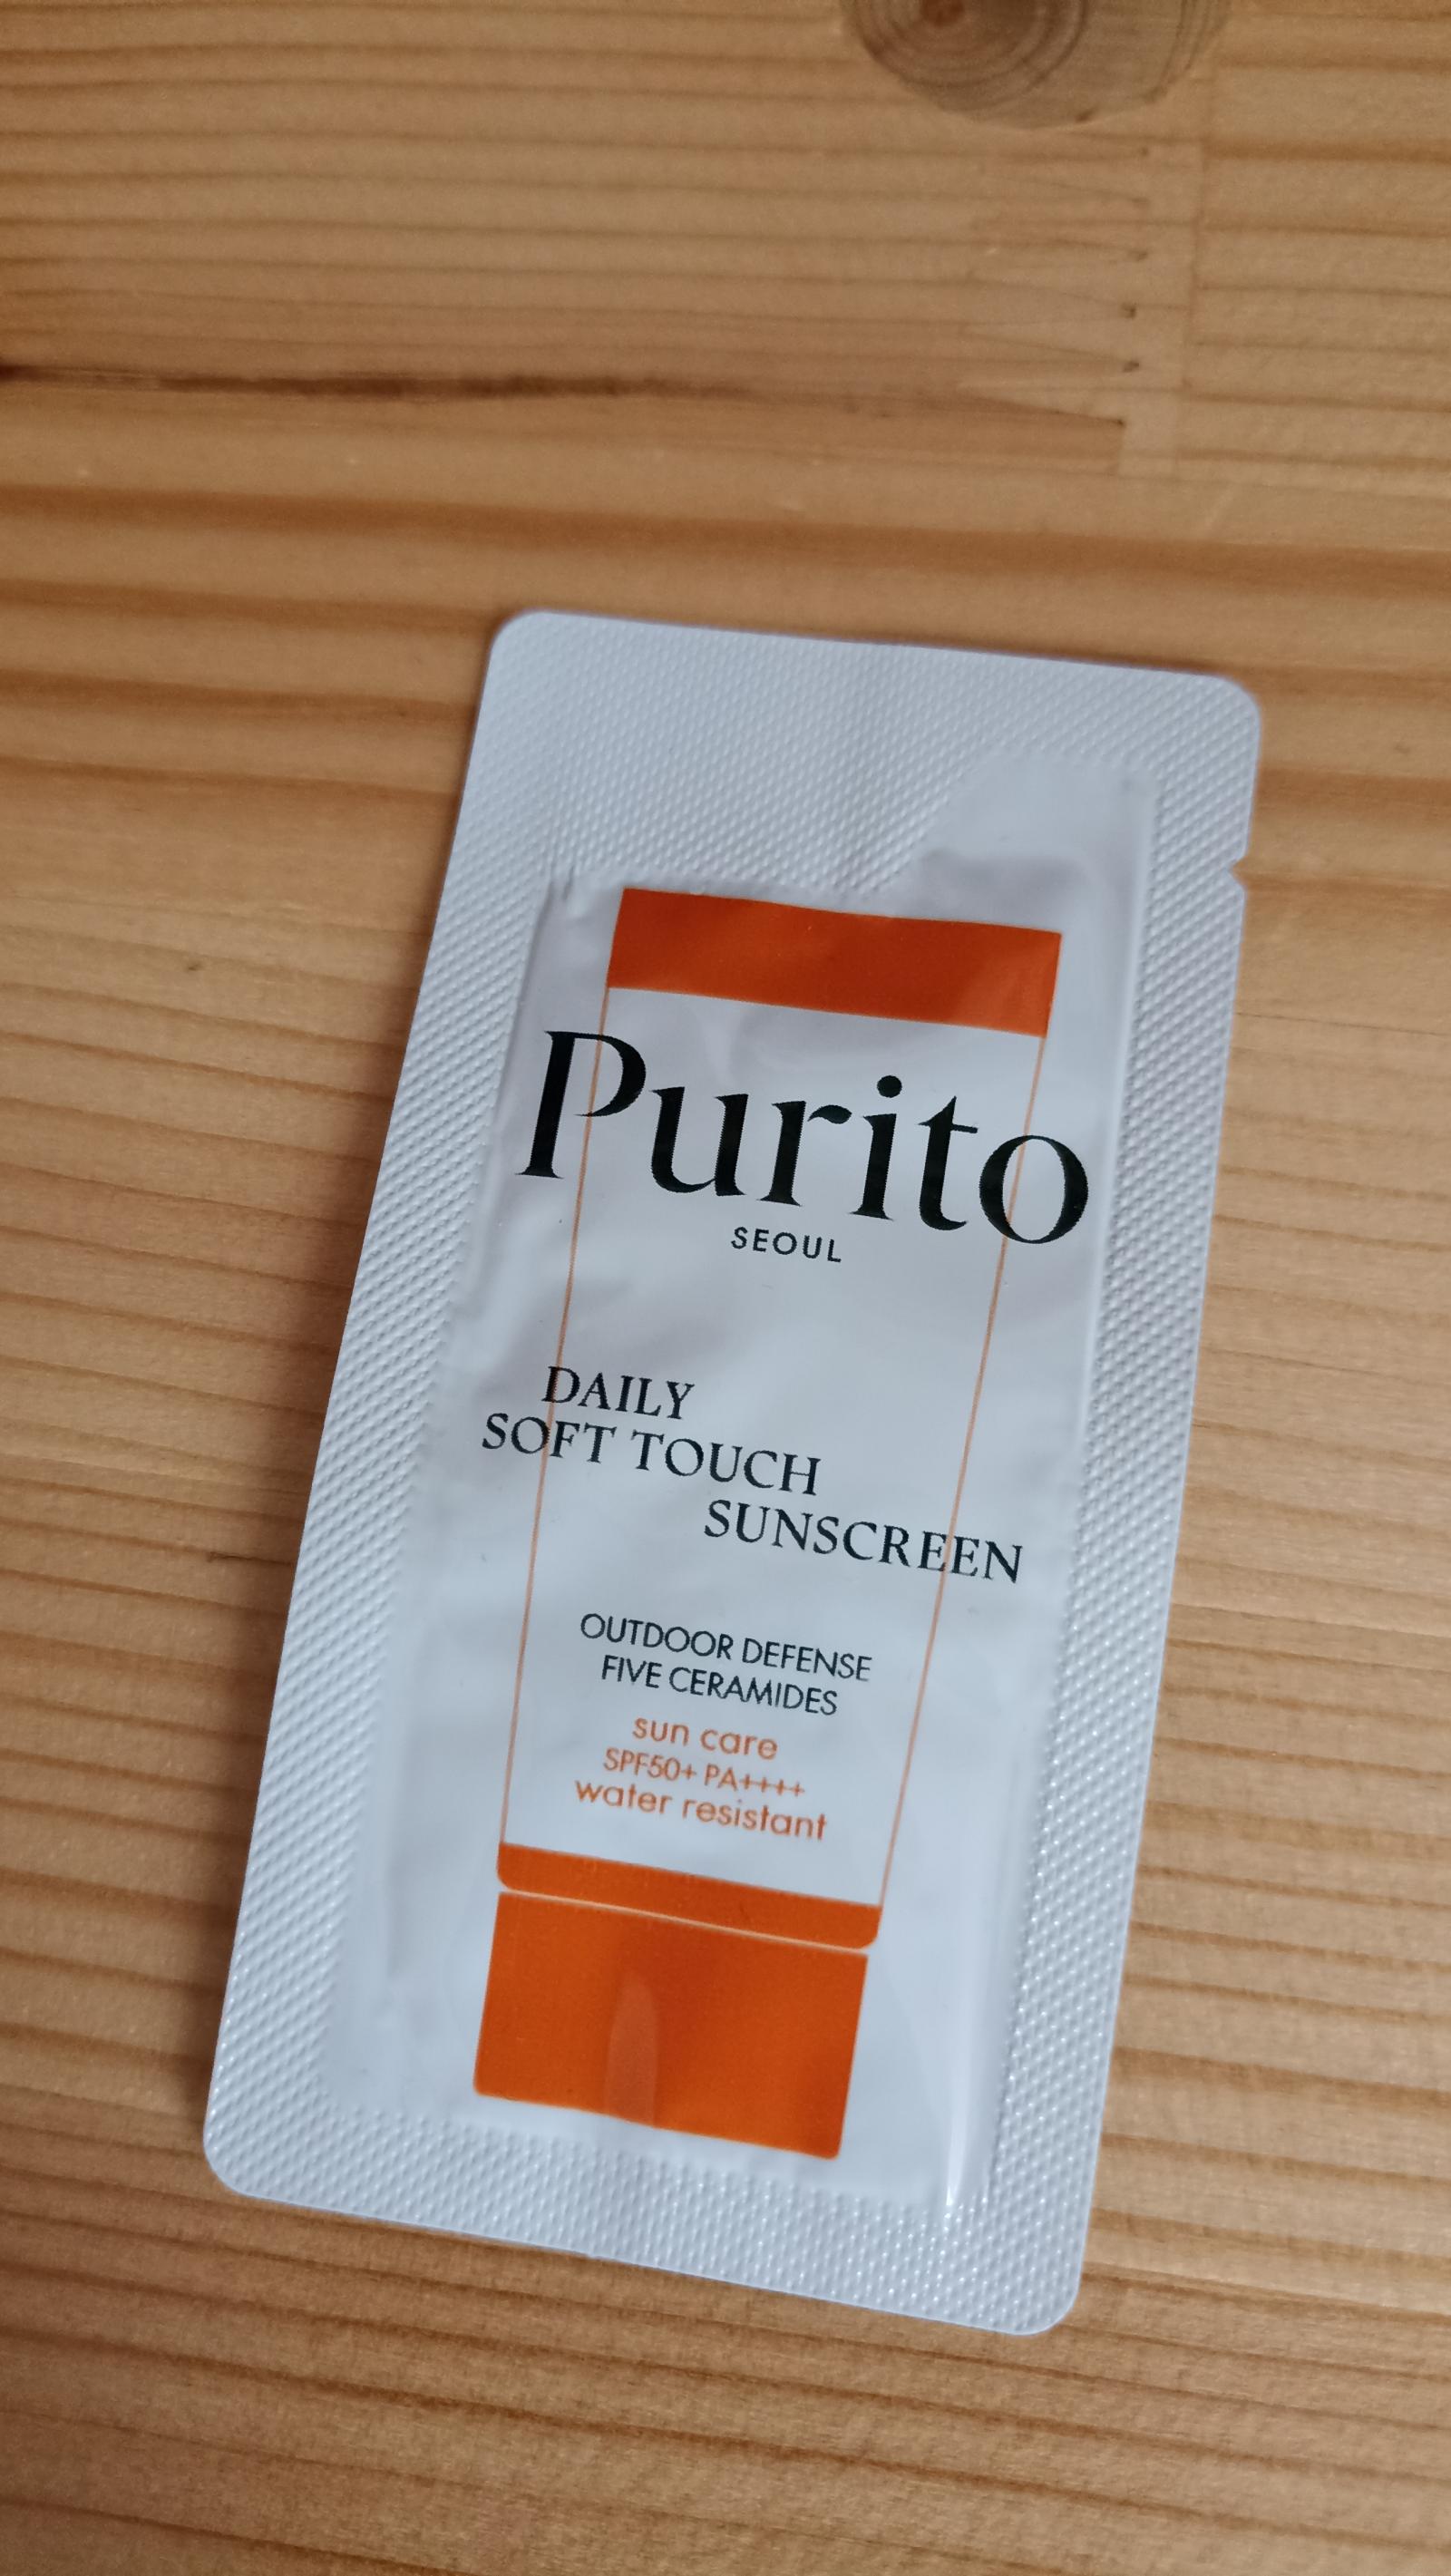 Purito
SEOUL
DAILY
SOFT TOUCH
SUNSCREEN
OUTDOOR DEFENSE
FIVE CERAMIDES
sun care
SPF50+ PA++++
water resistant